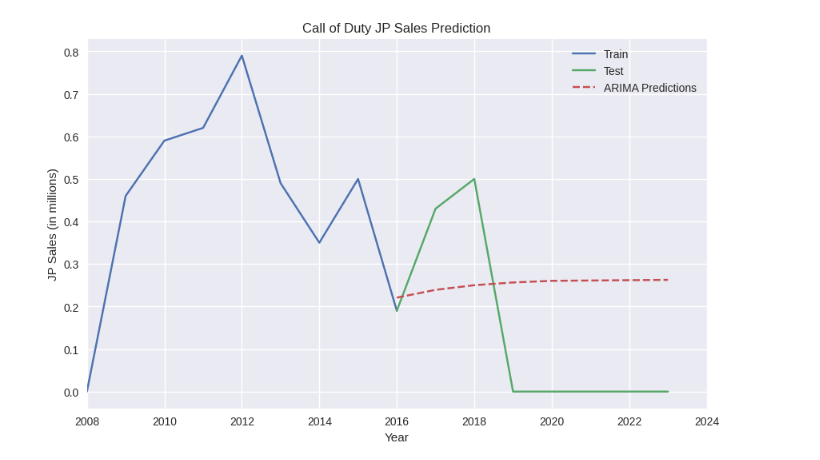 Call of Duty JP Sales Prediction
Train
Test
ARIMA Predictions
0.8
0.7
0.6
0.5
0.4
0.3
0.2
0.1
0.0
JP Sales (in millions)
2008 2010 2012 2014 2016 2018 2020 2022 2024
Year